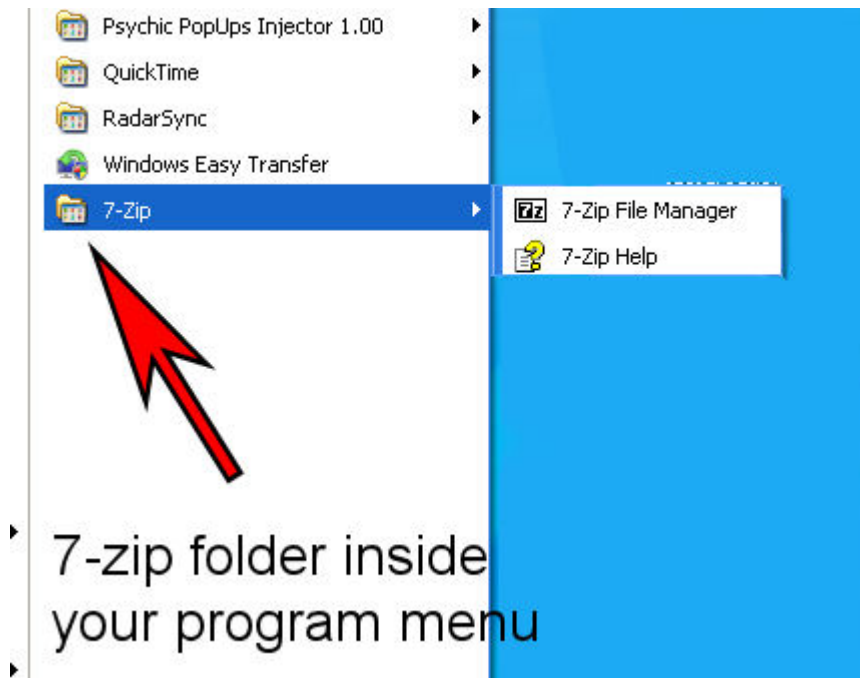 Psychic PopUps Injector 1.00
QuickTime
RadarSync
Windows Easy Transfer
7-Zip
7-Zip File Manager
7-Zip Help
7-zip folder inside
your program menu